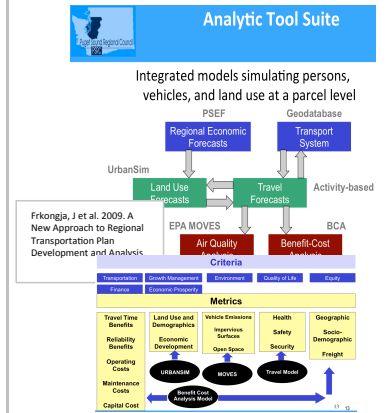 Puget Sound Regional Council
PSRC
Analytic Tool Suite
Integrated models simulating persons,
vehicles, and land use at a parcel level
PSEF
Geodatabase
Regional Economic
Forecasts
Transport
System
UrbanSim
Land Use
Forecasts
Travel
Forecasts
Activity-based
Frkongja, J et al. 2009. A
New Approach to Regional
Transportation Plan
Development and Analysis
EPA MOVES
BCA
Air Quality
Analysis
Benefit-Cost
Analysis
Criteria
Transportation
Growth Management
Environment
Quality of Life
Equity
Finance
Economic Prosperity
Metrics
Travel Time
Benefits
Reliability
Benefits
Operating
Costs
Maintenance
Costs
Capital Cost
Land Use and
Demographics
Economic
Development
Vehicle Emissions
Impervious
Surfaces
Open Space
Health
Safety
Security
Geographic
Socio-
Demographic
Freight
URBANSIM
MOVES
Travel Model
Benefit Cost
Analysis Model
13
13